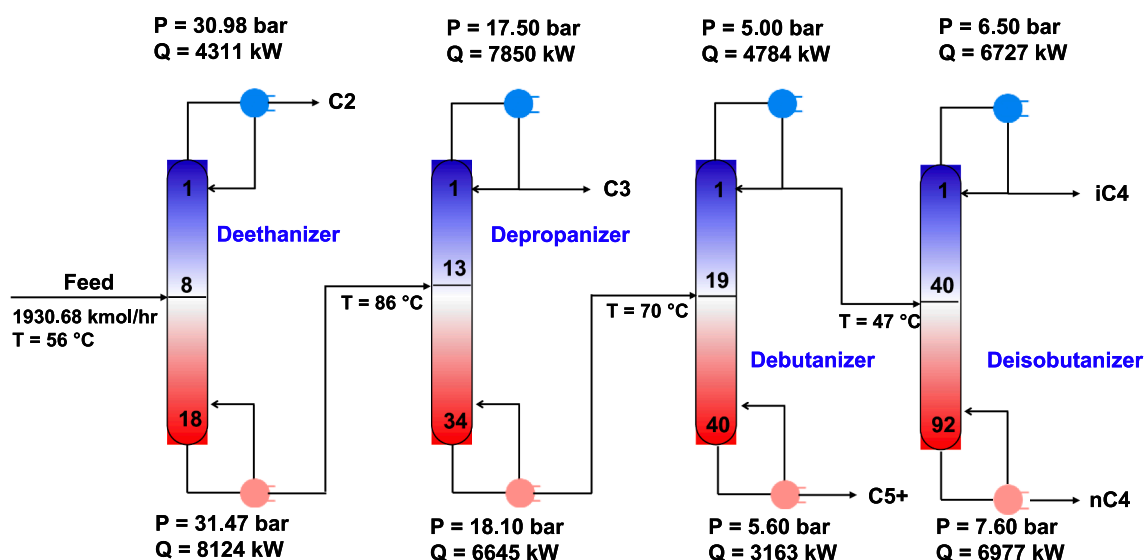 P = 30.98 bar
Q = 4311 kW
P = 17.50 bar
Q = 7850 kW
P = 5.00 bar
Q = 4784 kW
P = 6.50 bar
Q = 6727 kW
C2
1
Deethanizer
Feed
8
1930.68 kmol/hr
T = 56 °C
18
P = 31.47 bar
Q = 8124 kW
C3
1
Depropanizer
13
T = 86 °C
34
P = 18.10 bar
Q = 6645 kW
1
19
T = 70 °C
Debutanizer
40
C5+
P = 5.60 bar
Q = 3163 kW
1
iC4
40
T = 47 °C
Deisobutanizer
92
nC4
P = 7.60 bar
Q = 6977 kW